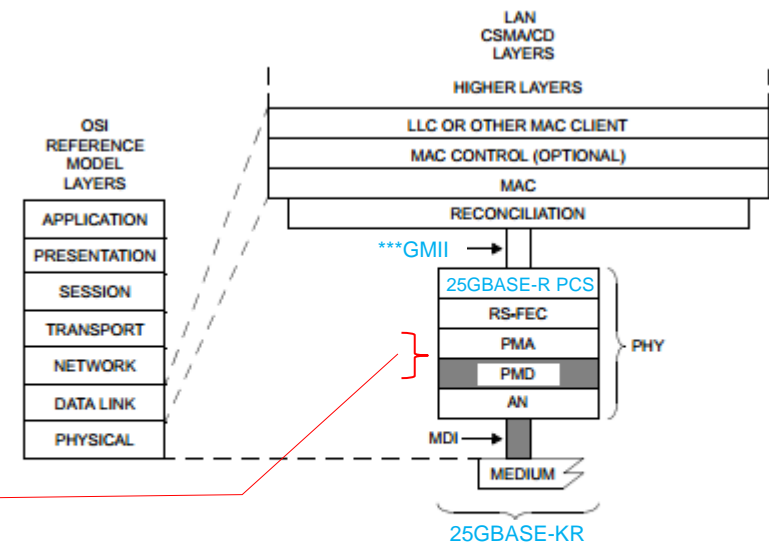 LAN
CSMA/CD
LAYERS
HIGHER LAYERS
OSI
REFERENCE
MODEL
LAYERS
LLC OR OTHER MAC CLIENT
MAC CONTROL (OPTIONAL)
MAC
RECONCILIATION
APPLICATION
PRESENTATION
SESSION
TRANSPORT
NETWORK
DATA LINK
PHYSICAL
***GMII
25GBASE-R PCS
RS-FEC
PMA
PMD
AN
PHY
MDI
MEDIUM
25GBASE-KR